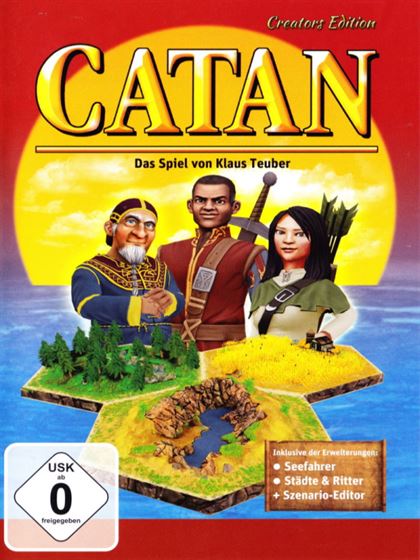 Creators Edition
CATAN
Das Spiel von Klaus Teuber
Inklusive der Erweiterungen:
• Seefahrer
• Städte & Ritter
+ Szenario-Editor
USK
ab
0
freigegeben